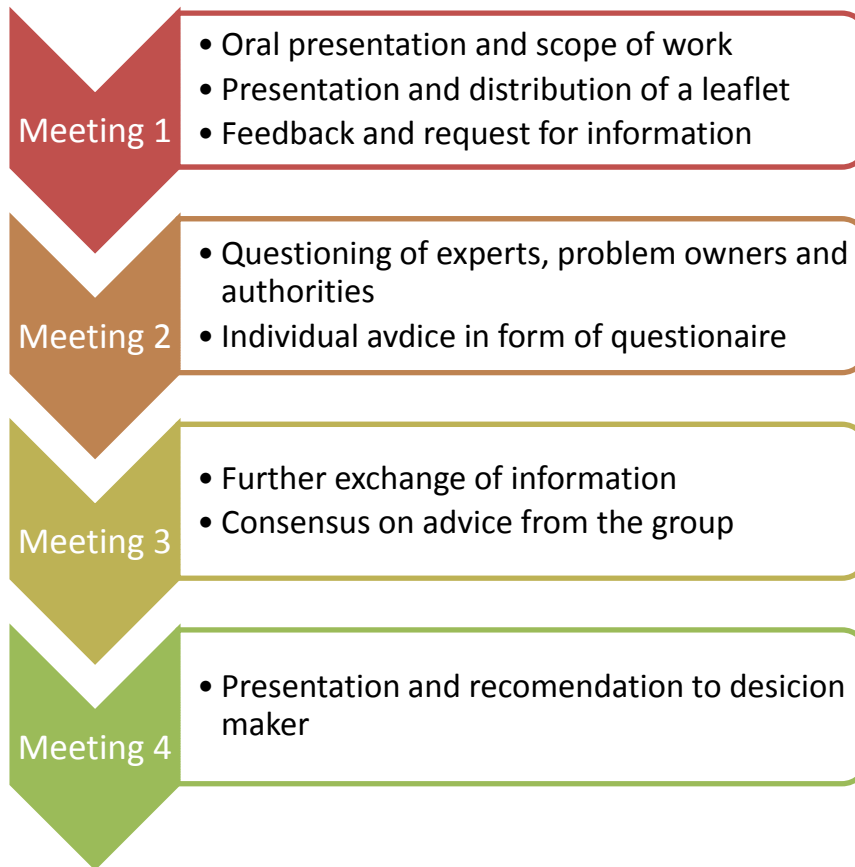 Meeting 1
• Oral presentation and scope of work
• Presentation and distribution of a leaflet
• Feedback and request for information
Meeting 2
• Questioning of experts, problem owners and
authorities
• Individual avdice in form of questionaire
Meeting 3
• Further exchange of information
• Consensus on advice from the group
Meeting 4
• Presentation and recomendation to desicion
maker